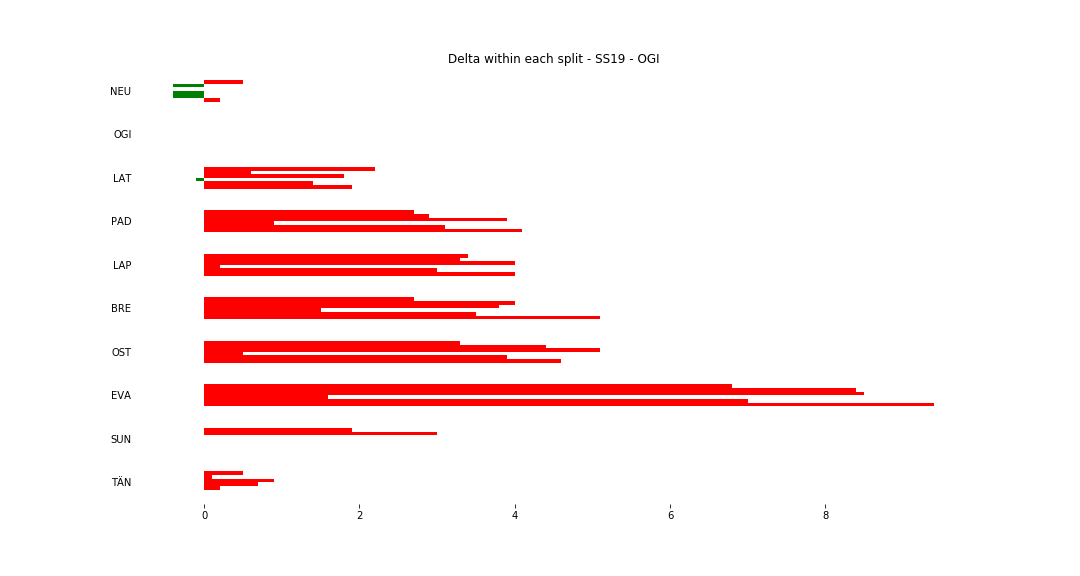 Delta within each split - SS19 - OGI
NEU
OGI
LAT
PAD
LAP
BRE
OST
EVA
SUN
TÄN
0 2 4 6 8